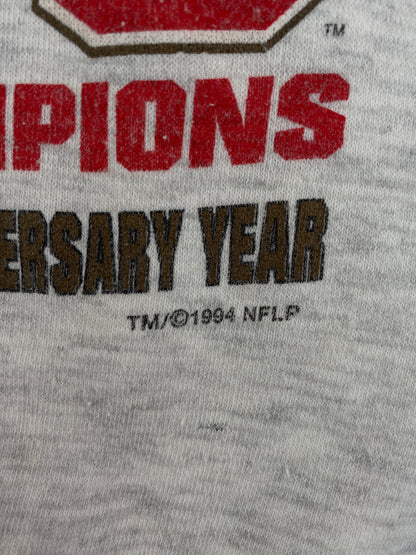 TM
PIONS
ERSARY YEAR
TM/©1994 NFLP